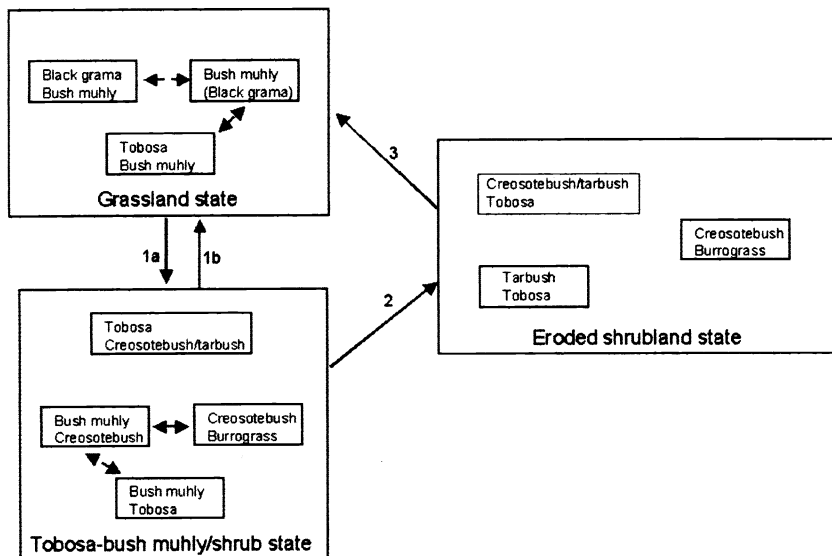 Black grama
Bush muhly
Bush muhly
(Black grama)
Tobosa
Bush muhly
Grassland state
1a
1b
3
2
Creosotebush/tarbush
Tobosa
Creosotebush
Burrograss
Tarbush
Tobosa
Eroded shrubland state
Tobosa
Creosotebush/tarbush
Bush muhly
Creosotebush
Creosotebush
Burrograss
Bush muhly
Tobosa
Tobosa-bush muhly/shrub state